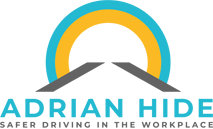 ADRIAN HIDE
SAFER DRIVING IN THE WORKPLACE